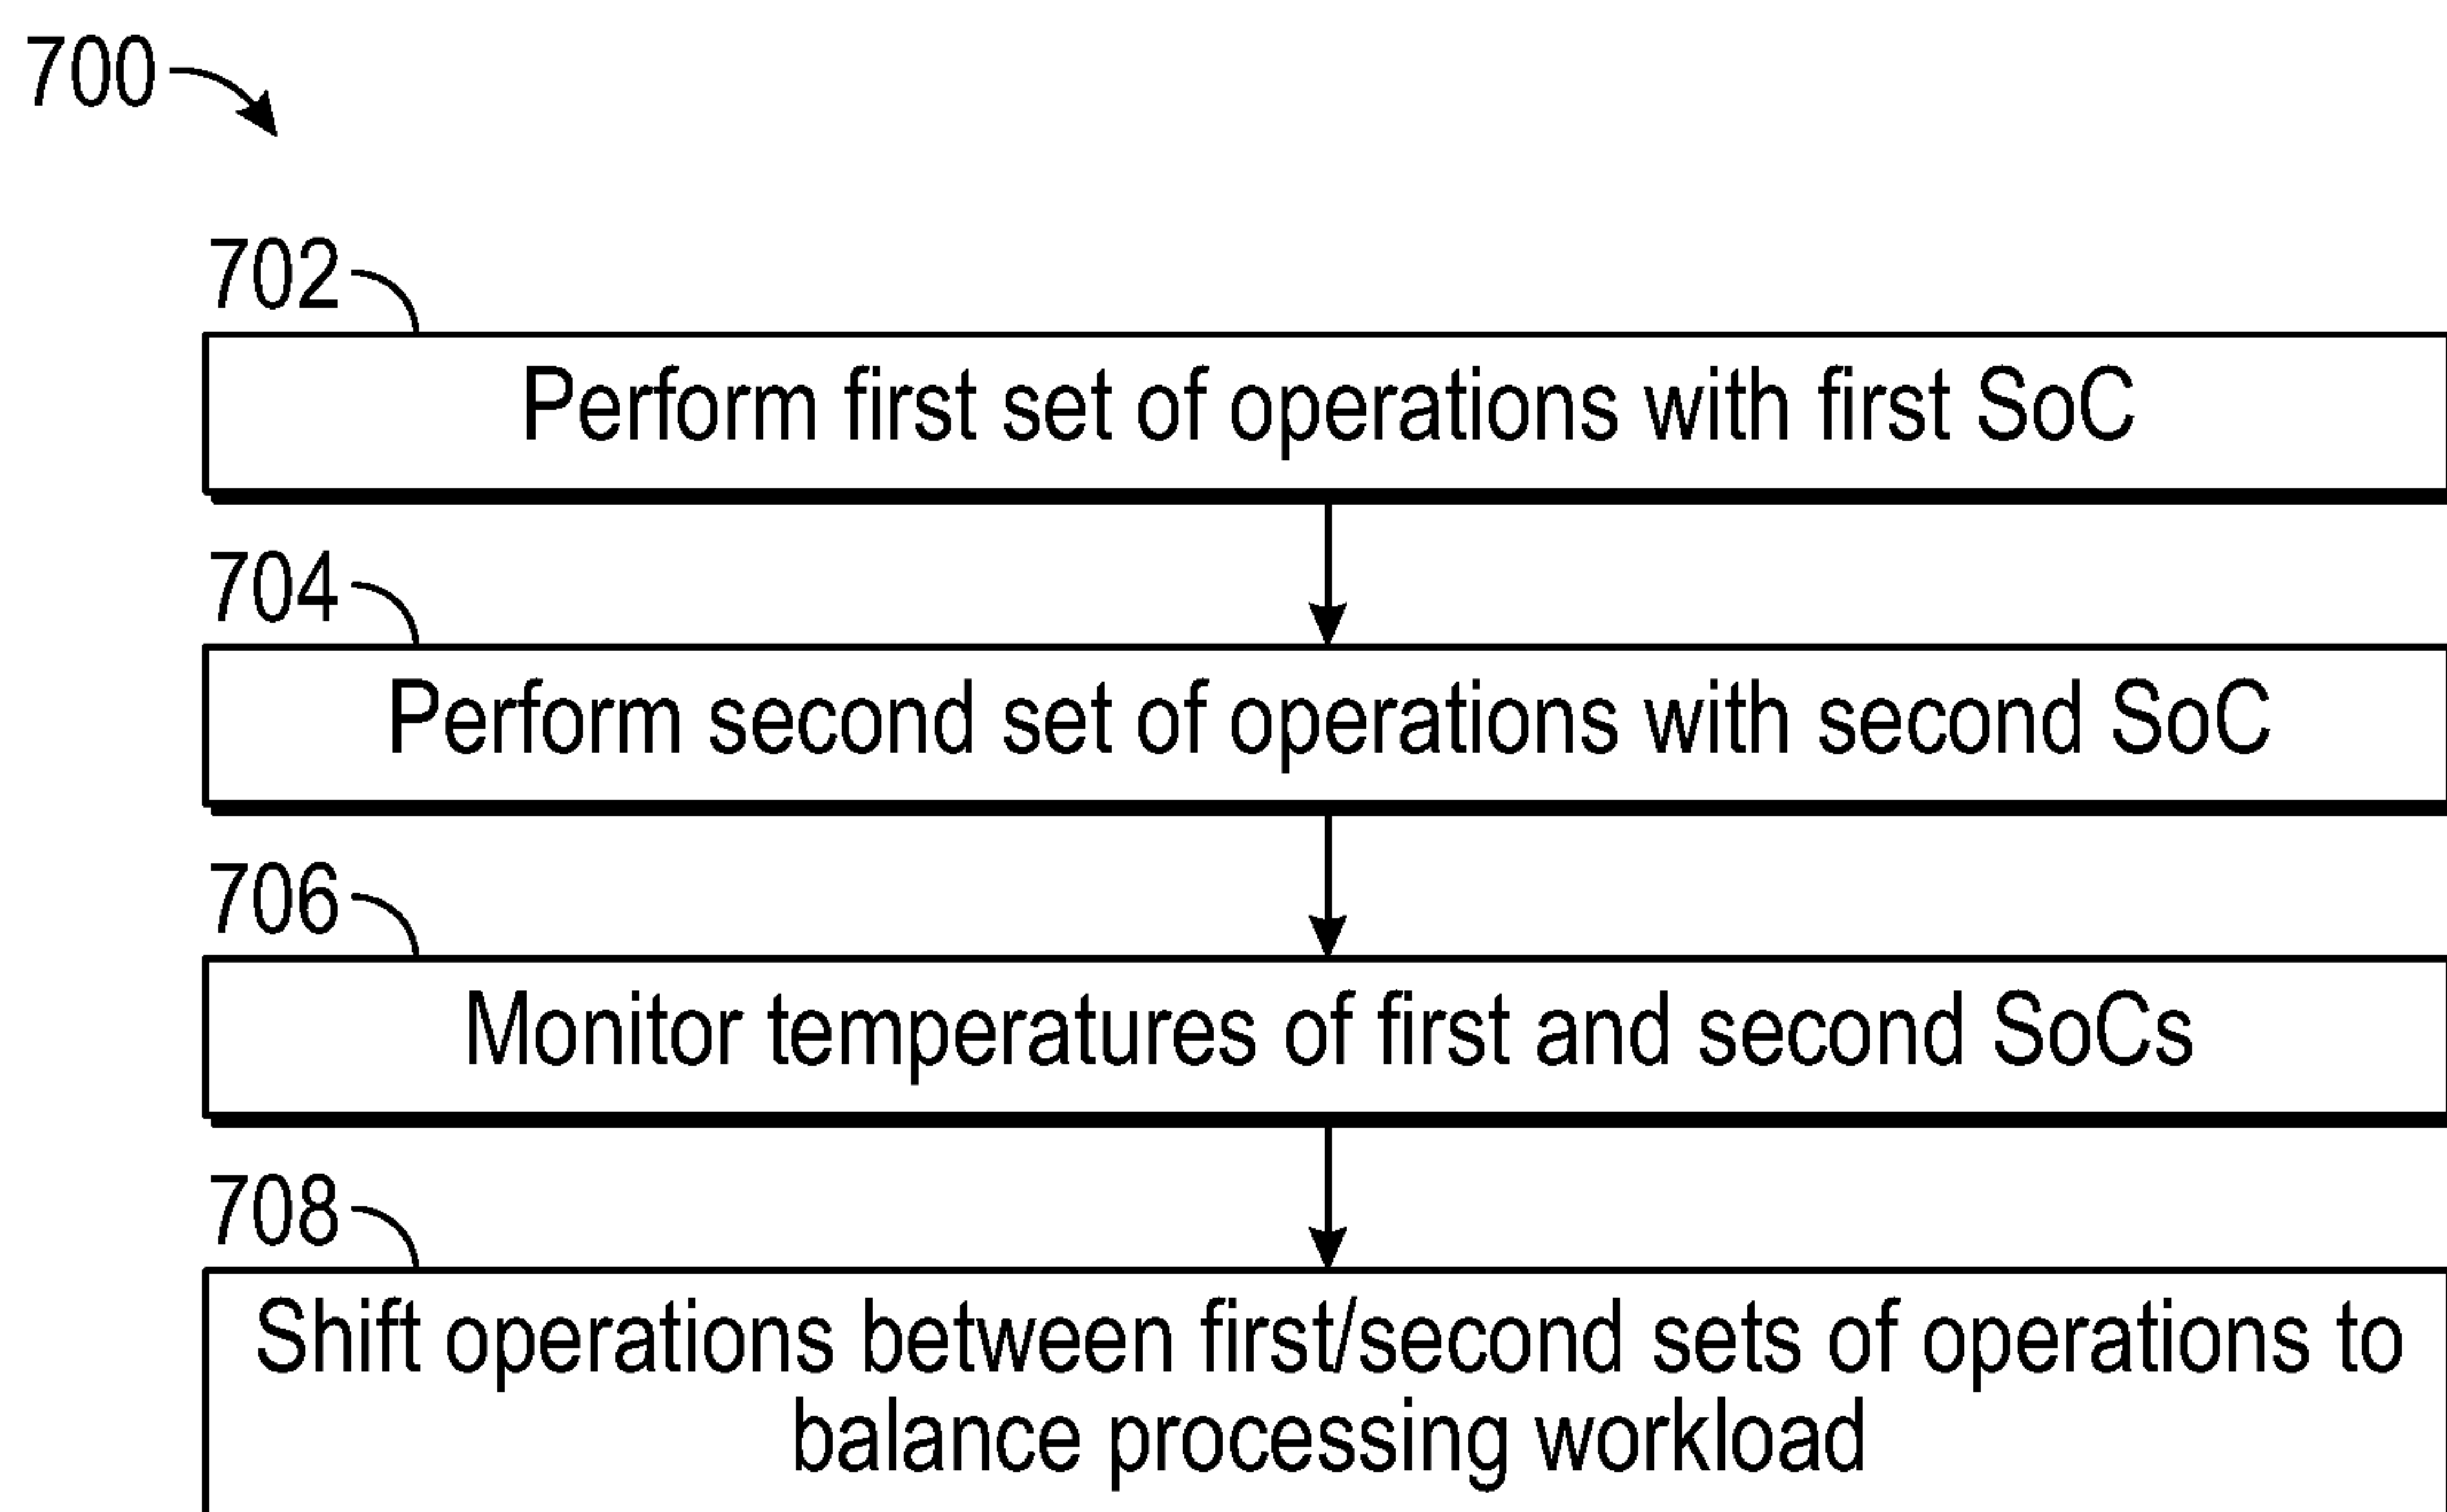 700
702
Perform first set of operations with first SoC
704
Perform second set of operations with second SoC
706
Monitor temperatures of first and second SoCs
708
Shift operations between first/second sets of operations to
balance processing workload